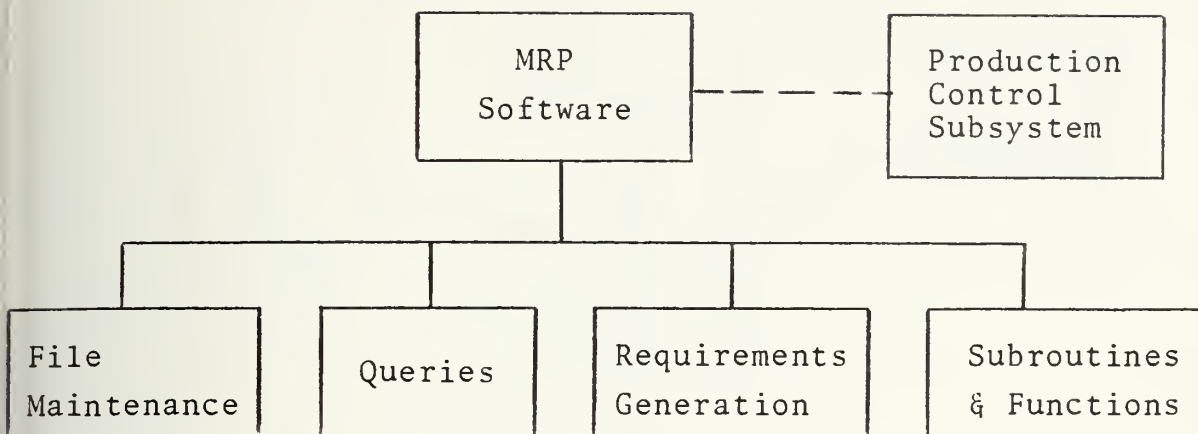 MRP
Software
Production
Control
Subsystem
File
Maintenance
Queries
Requirements
Generation
Subroutines
& Functions